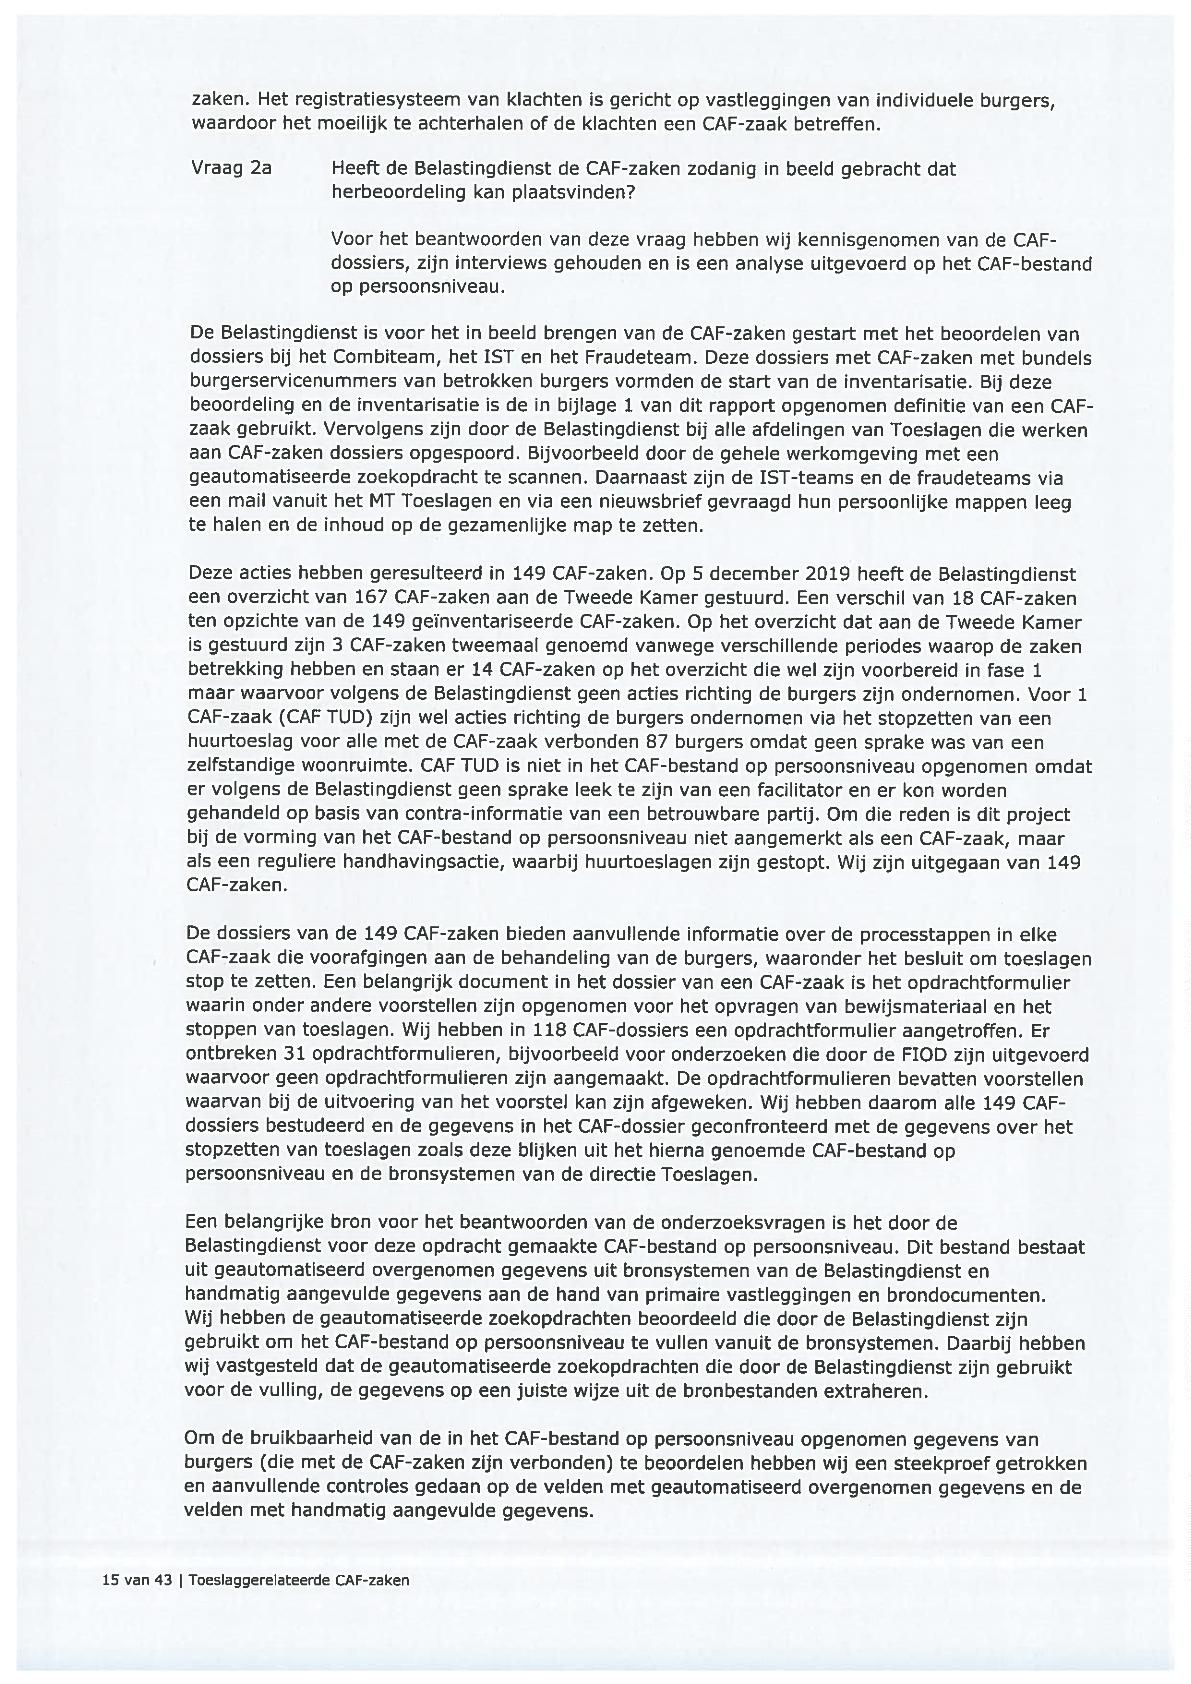 zaken. Het registratiesysteem van klachten is gericht op vastleggingen van individuele burgers,
waardoor het moeilijk te achterhalen of de klachten een CAF-zaak betreffen.
Vraag 2a Heeft de Belastingdienst de CAF-zaken zodanig in beeld gebracht dat
herbeoordeling kan plaatsvinden?
Voor het beantwoorden van deze vraag hebben wij kennisgenomen van de CAF-
dossiers, zijn interviews gehouden en is een analyse uitgevoerd op het CAF-bestand
op persoonsniveau.
De Belastingdienst is voor het in beeld brengen van de CAF-zaken gestart met het beoordelen van
dossiers bij het Combiteam, het IST en het Fraudeteam. Deze dossiers met CAF-zaken met bundels
burgerservicenummers van betrokken burgers vormden de start van de inventarisatie. Bij deze
beoordeling en de inventarisatie is de in bijlage 1 van dit rapport opgenomen definitie van een CAF-
zaak gebruikt. Vervolgens zijn door de Belastingdienst bij alle afdelingen van Toeslagen die werken
aan CAF-zaken dossiers opgespoord. Bijvoorbeeld door de gehele werkomgeving met een
geautomatiseerde zoekopdracht te scannen. Daarnaast zijn de IST-teams en de fraudeteams via
een mail vanuit het MT Toeslagen en via een nieuwsbrief gevraagd hun persoonlijke mappen leeg
te halen en de inhoud op de gezamenlijke map te zetten.
Deze acties hebben geresulteerd in 149 CAF-zaken. Op 5 december 2019 heeft de Belastingdienst
een overzicht van 167 CAF-zaken aan de Tweede Kamer gestuurd. Een verschil van 18 CAF-zaken
ten opzichte van de 149 geïnventariseerde CAF-zaken. Op het overzicht dat aan de Tweede Kamer
is gestuurd zijn 3 CAF-zaken tweemaal genoemd vanwege verschillende periodes waarop de zaken
betrekking hebben en staan er 14 CAF-zaken op het overzicht die wel zijn voorbereid in fase 1
maar waarvoor volgens de Belastingdienst geen acties richting de burgers zijn ondernomen. Voor 1
CAF-zaak (CAF TUD) zijn wel acties richting de burgers ondernomen via het stopzetten van een
huurtoeslag voor alle met de CAF-zaak verbonden 87 burgers omdat geen sprake was van een
zelfstandige woonruimte. CAF TUD is niet in het CAF-bestand op persoonsniveau opgenomen omdat
er volgens de Belastingdienst geen sprake leek te zijn van een facilitator en er kon worden
gehandeld op basis van contra-informatie van een betrouwbare partij. Om die reden is dit project
bij de vorming van het CAF-bestand op persoonsniveau niet aangemerkt als een CAF-zaak, maar
als een reguliere handhavingsactie, waarbij huurtoeslagen zijn gestopt. Wij zijn uitgegaan van 149
CAF-zaken.
De dossiers van de 149 CAF-zaken bieden aanvullende informatie over de processtappen in elke
CAF-zaak die voorafgingen aan de behandeling van de burgers, waaronder het besluit om toeslagen
stop te zetten. Een belangrijk document in het dossier van een CAF-zaak is het opdrachtformulier
waarin onder andere voorstellen zijn opgenomen voor het opvragen van bewijsmateriaal en het
stoppen van toeslagen. Wij hebben in 118 CAF-dossiers een opdrachtformulier aangetroffen. Er
ontbreken 31 opdrachtformulieren, bijvoorbeeld voor onderzoeken die door de FIOD zijn uitgevoerd
waarvoor geen opdrachtformulieren zijn aangemaakt. De opdrachtformulieren bevatten voorstellen
waarvan bij de uitvoering van het voorstel kan zijn afgeweken. Wij hebben daarom alle 149 CAF-
dossiers bestudeerd en de gegevens in het CAF-dossier geconfronteerd met de gegevens over het
stopzetten van toeslagen zoals deze blijken uit het hierna genoemde CAF-bestand op
persoonsniveau en de bronsystemen van de directie Toeslagen.
Een belangrijke bron voor het beantwoorden van de onderzoeksvragen is het door de
Belastingdienst voor deze opdracht gemaakte CAF-bestand op persoonsniveau. Dit bestand bestaat
uit geautomatiseerd overgenomen gegevens uit bronsystemen van de Belastingdienst en
handmatig aangevulde gegevens aan de hand van primaire vastleggingen en brondocumenten.
Wij hebben de geautomatiseerde zoekopdrachten beoordeeld die door de Belastingdienst zijn
gebruikt om het CAF-bestand op persoonsniveau te vullen vanuit de bronsystemen. Daarbij hebben
wij vastgesteld dat de geautomatiseerde zoekopdrachten die door de Belastingdienst zijn gebruikt
voor de vulling, de gegevens op een juiste wijze uit de bronbestanden extraheren.
Om de bruikbaarheid van de in het CAF-bestand op persoonsniveau opgenomen gegevens van
burgers (die met de CAF-zaken zijn verbonden) te beoordelen hebben wij een steekproef getrokken
en aanvullende controles gedaan op de velden met geautomatiseerd overgenomen gegevens en de
velden met handmatig aangevulde gegevens.
15 van 43 | Toeslaggerelateerde CAF-zaken